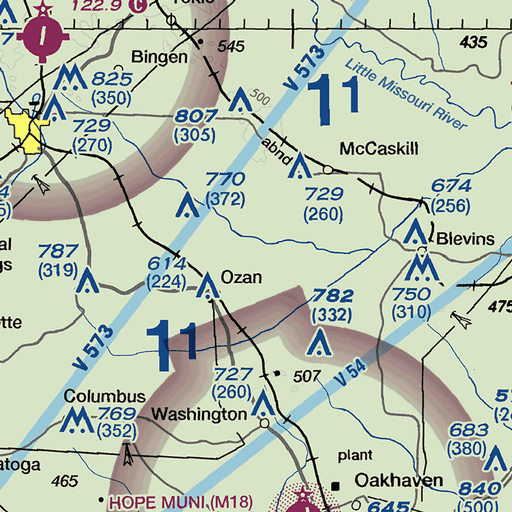 122.9 C
545
435
Bingen
V 573
Little Missouri River
825
(350)
500
11
807
(305)
729
(270)
abnd
McCaskill
770
(372)
729
(260)
674
(256)
Blevins
787
(319)
614
(224)
Ozan
782
(332)
750
(310)
475
11
V 573
V 54
Columbus
727
(260)
507
769
(352)
Washington
683
(380)
465
plant
Oakhaven
840
(500)
HOPE MUNI (M18)
645